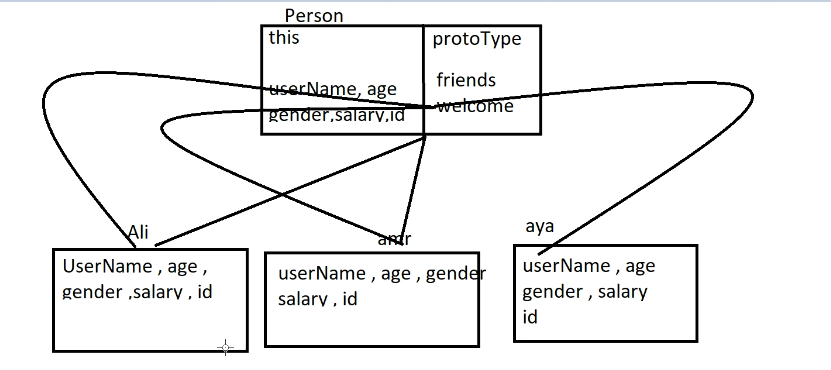 Person
this
protoType
userName, age
gender,salary,id
friends
welcome
Ali
UserName , age ,
gender ,salary , id
amr
userName , age , gender
salary , id
aya
userName , age
gender , salary
id